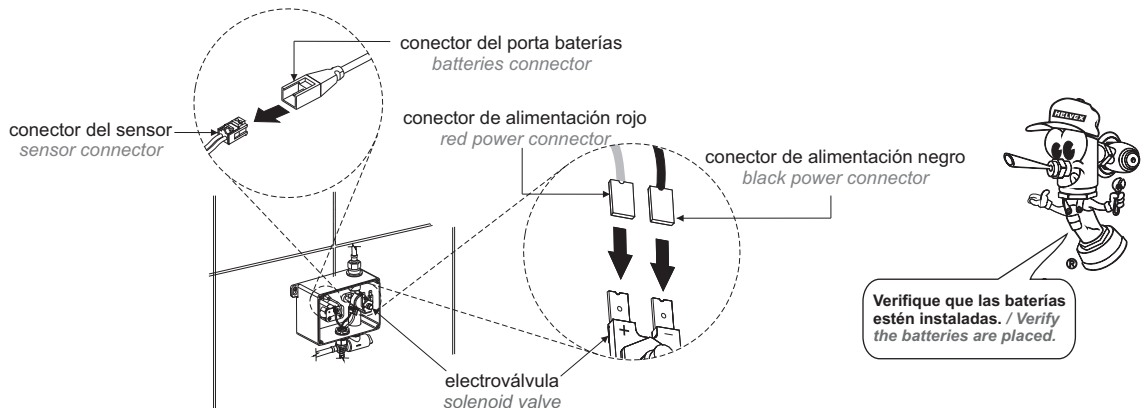 conector del porta baterías
batteries connector
conector del sensor
sensor connector
conector de alimentación rojo
red power connector
conector de alimentación negro
black power connector
+
−
electroválvula
solenoid valve
HELVEX
®
Verifique que las baterías
estén instaladas. / Verify
the batteries are placed.